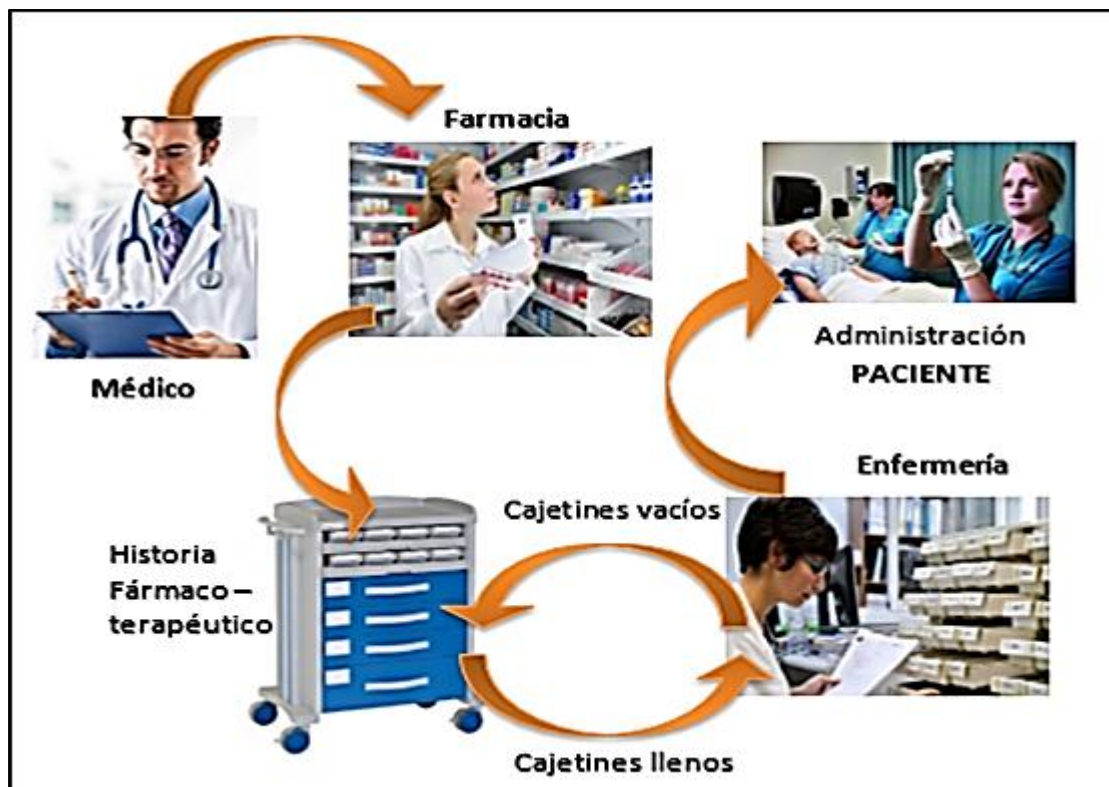 Farmacia
Médico
Administración
PACIENTE
Enfermería
Cajetines vacíos
Historia
Fármaco –
terapéutico
Cajetines llenos